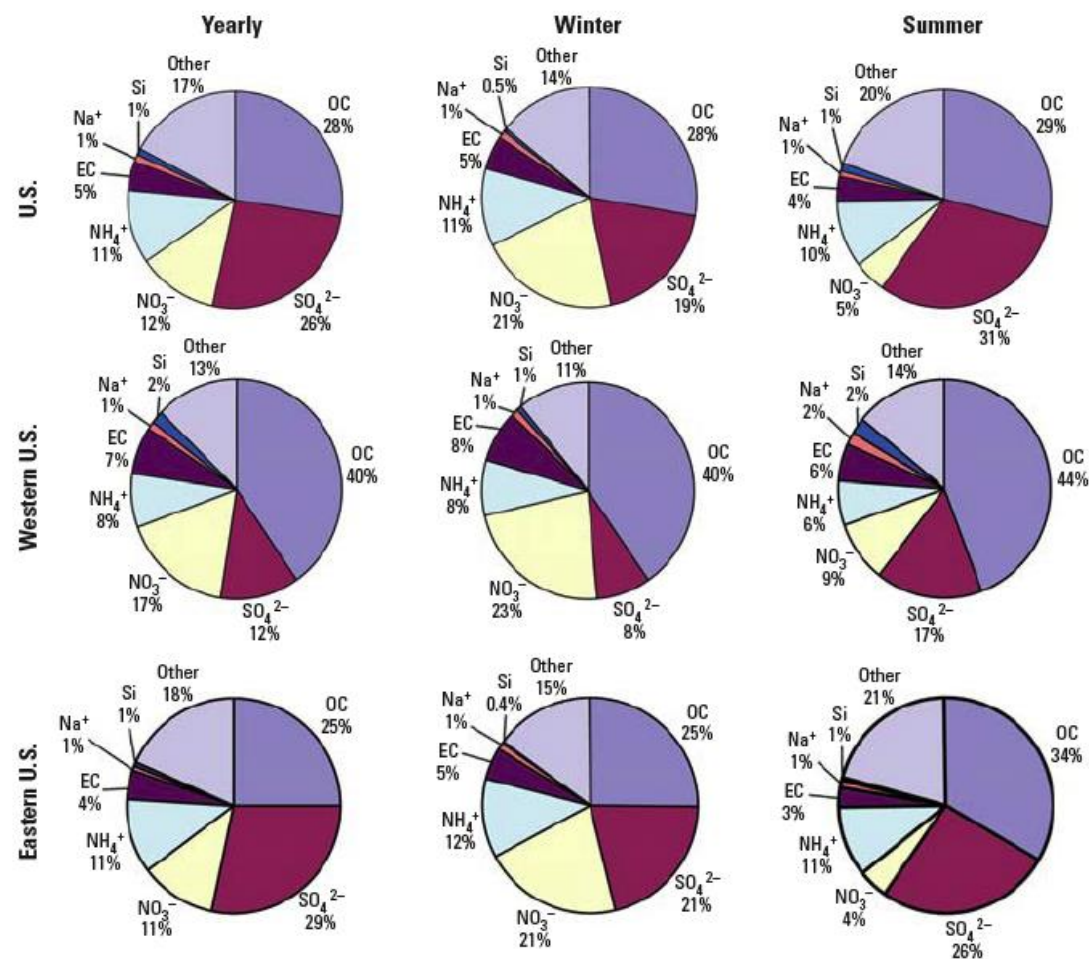 Yearly
Winter
Summer
U.S.
Other
17%
Si
1%
Na⁺
1%
EC
5%
NH₄⁺
11%
NO₃⁻
12%
SO₄²⁻
26%
OC
28%
Other
14%
Si
0.5%
Na⁺
1%
EC
5%
NH₄⁺
11%
NO₃⁻
21%
SO₄²⁻
19%
OC
28%
Other
20%
Si
1%
Na⁺
1%
EC
4%
NH₄⁺
10%
NO₃⁻
5%
SO₄²⁻
31%
OC
29%
Western U.S.
Other
13%
Si
2%
Na⁺
1%
EC
7%
NH₄⁺
8%
NO₃⁻
17%
SO₄²⁻
12%
OC
40%
Other
11%
Si
1%
Na⁺
1%
EC
8%
NH₄⁺
8%
NO₃⁻
23%
SO₄²⁻
8%
OC
40%
Other
14%
Si
2%
Na⁺
2%
EC
6%
NH₄⁺
6%
NO₃⁻
9%
SO₄²⁻
17%
OC
44%
Eastern U.S.
Other
18%
Si
1%
Na⁺
1%
EC
4%
NH₄⁺
11%
NO₃⁻
11%
SO₄²⁻
29%
OC
25%
Other
15%
Si
0.4%
Na⁺
1%
EC
5%
NH₄⁺
12%
NO₃⁻
21%
SO₄²⁻
21%
OC
25%
Other
21%
Si
1%
Na⁺
1%
EC
3%
NH₄⁺
11%
NO₃⁻
4%
SO₄²⁻
26%
OC
34%